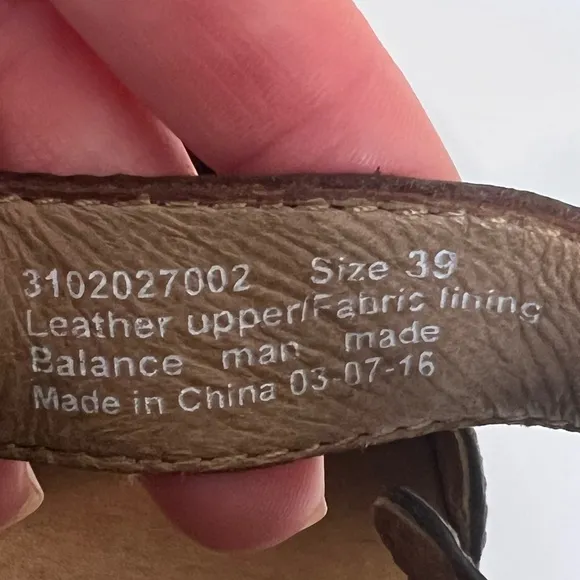 3102027002 Size 39
Leather upper/Fabric lining
Balance man made
Made in China 03-07-16